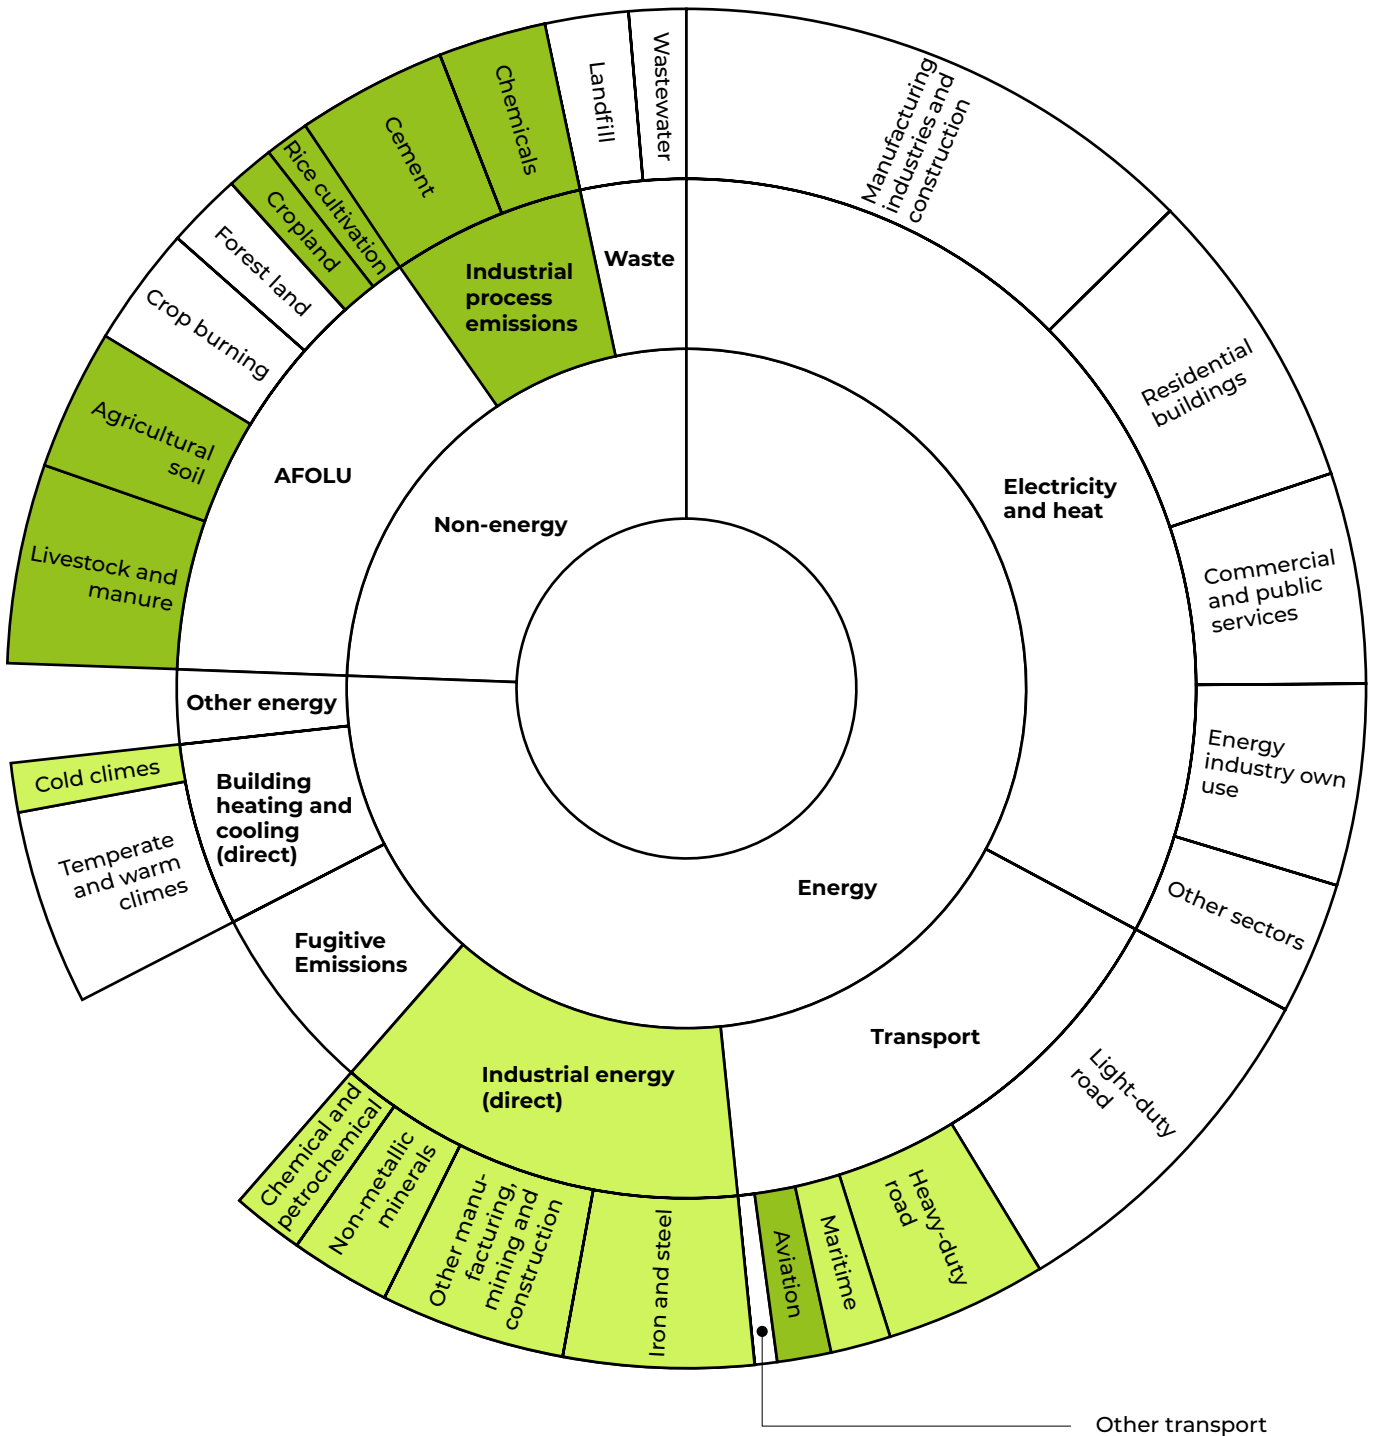 Wastewater
Landfill
Chemicals
Cement
Rice cultivation
Cropland
Forest land
Crop burning
Agricultural
soil
Livestock and
manure
Manufacturing
industries and
construction
Residential
buildings
Commercial
and public
services
Energy
industry own
use
Other sectors
Light-duty
road
Heavy-duty
road
Maritime
Aviation
Other transport
Iron and steel
Other manu-
facturing,
mining and
construction
Non-metallic
minerals
Chemical and
petrochemical
Temperate
and warm
climes
Cold climes
Waste
Industrial
process
emissions
AFOLU
Non-energy
Electricity
and heat
Other energy
Building
heating and
cooling
(direct)
Energy
Fugitive
Emissions
Transport
Industrial energy
(direct)